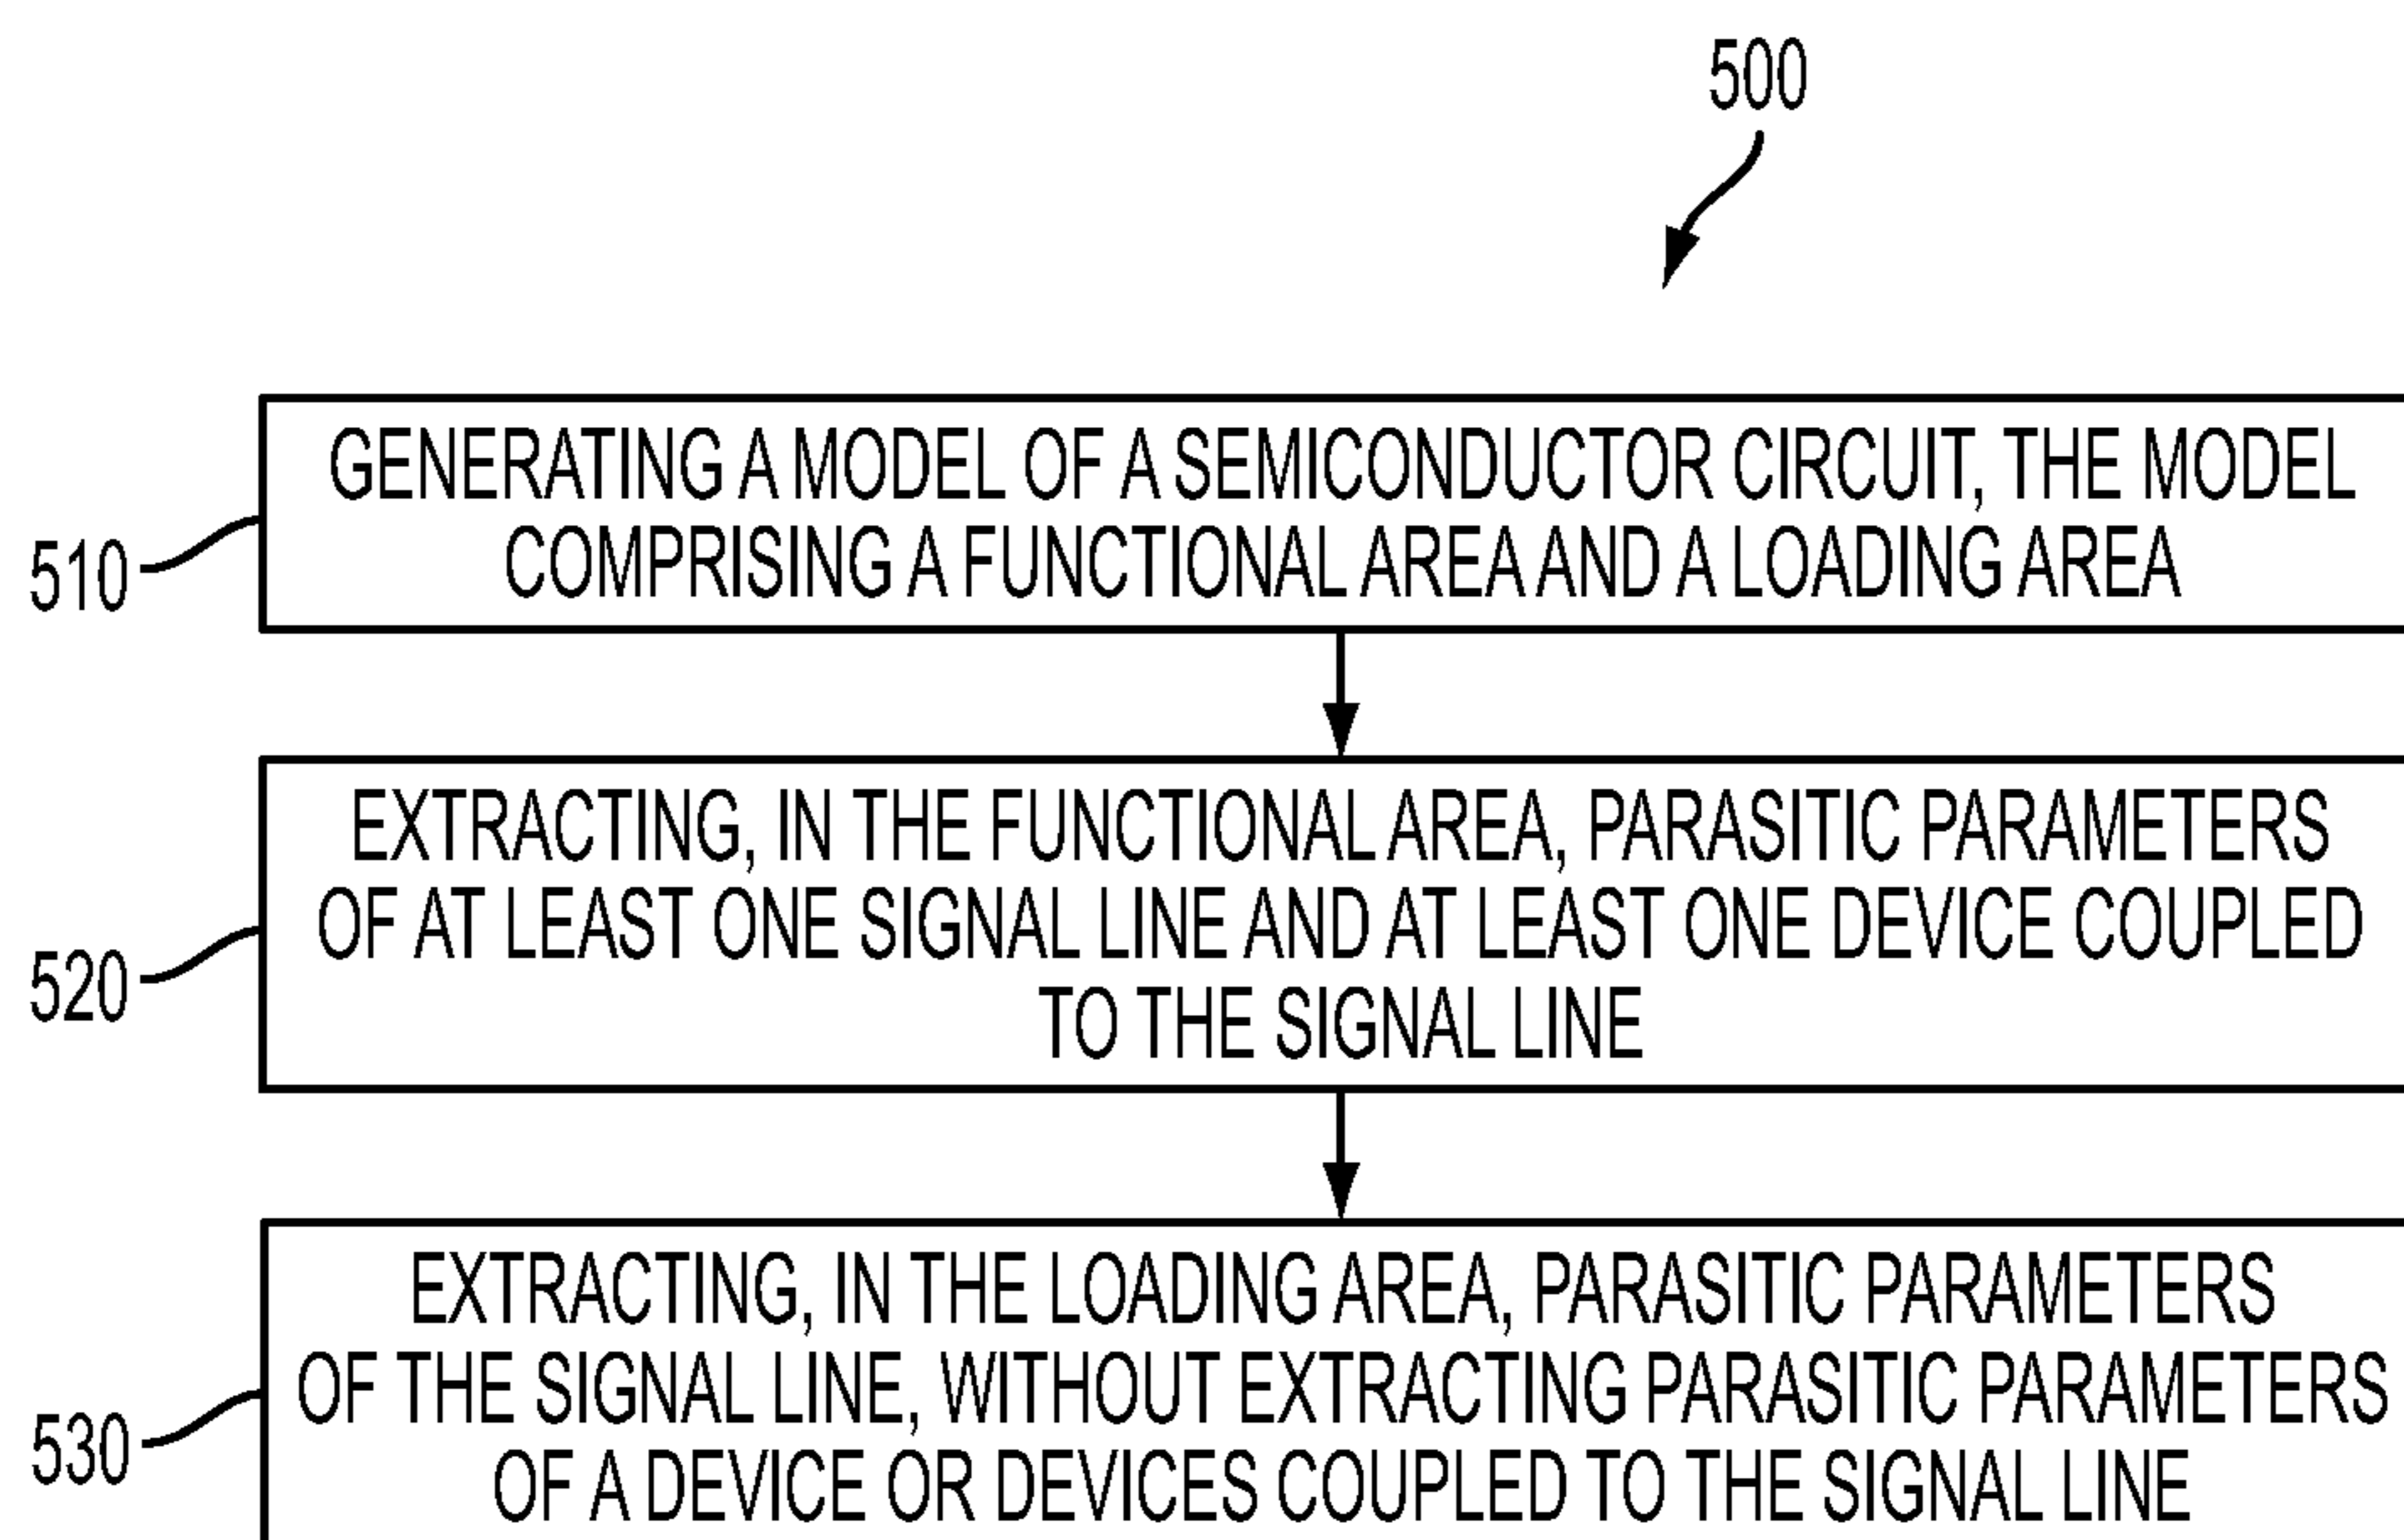 500
GENERATING A MODEL OF A SEMICONDUCTOR CIRCUIT, THE MODEL
COMPRISING A FUNCTIONAL AREA AND A LOADING AREA
510
EXTRACTING, IN THE FUNCTIONAL AREA, PARASITIC PARAMETERS
OF AT LEAST ONE SIGNAL LINE AND AT LEAST ONE DEVICE COUPLED
TO THE SIGNAL LINE
520
EXTRACTING, IN THE LOADING AREA, PARASITIC PARAMETERS
OF THE SIGNAL LINE, WITHOUT EXTRACTING PARASITIC PARAMETERS
OF A DEVICE OR DEVICES COUPLED TO THE SIGNAL LINE
530